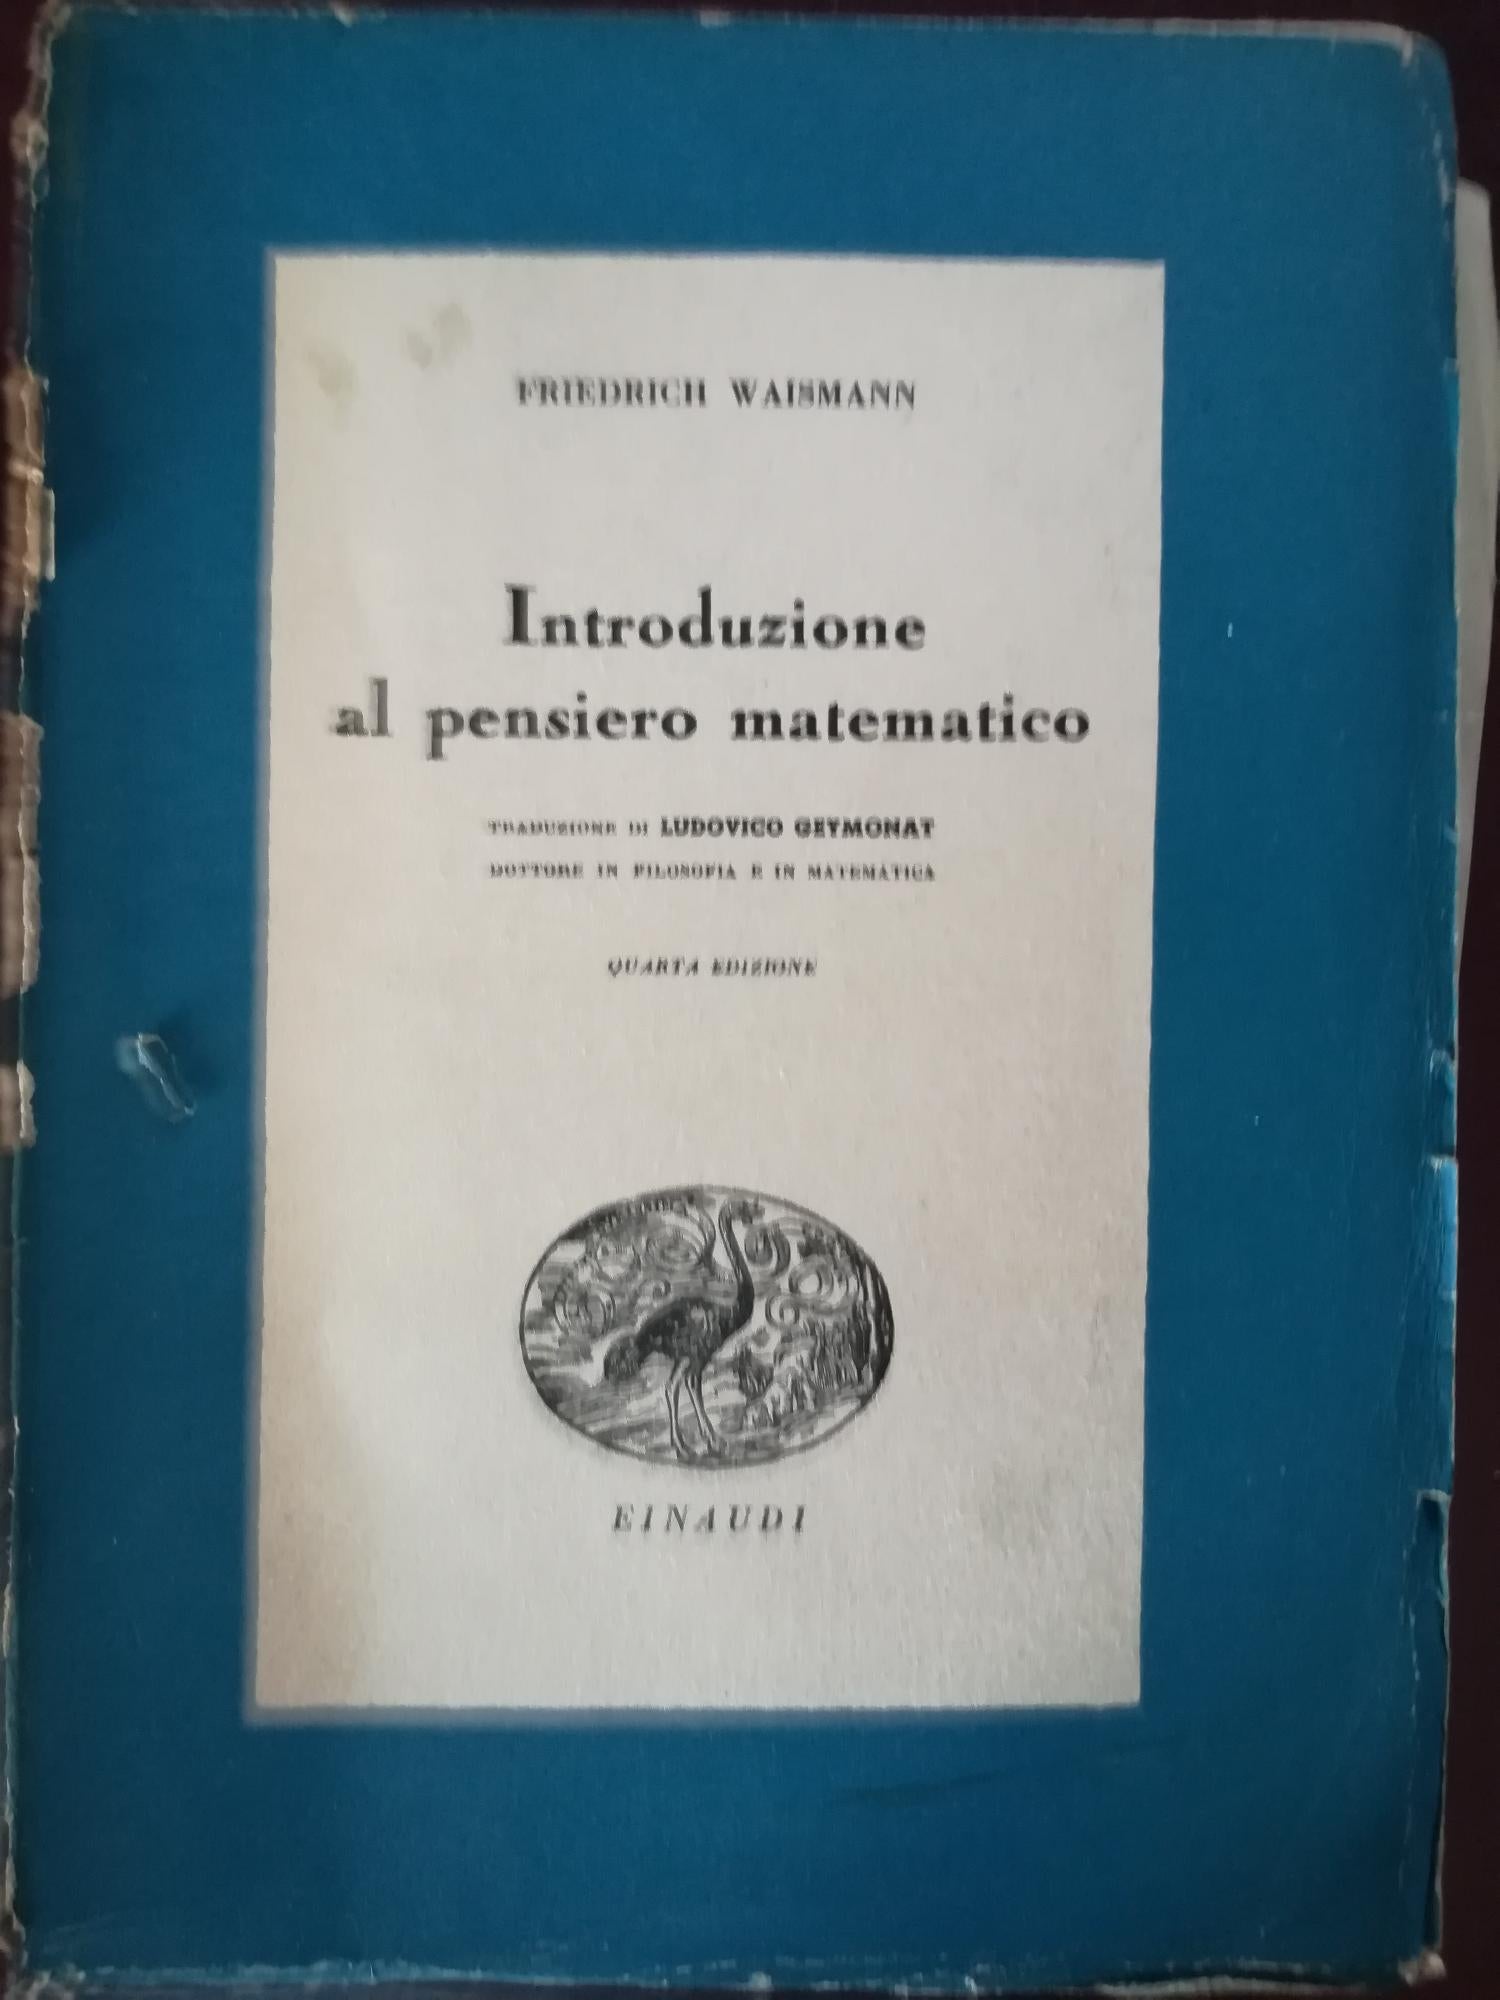 FRIEDRICH WAISMANN
Introduzione
al pensiero matematico
TRADUZIONE DI LUDOVICO GEYMONAT
DOTTORE IN FILOSOFIA E IN MATEMATICA
QUARTA EDIZIONE
EINAUDI